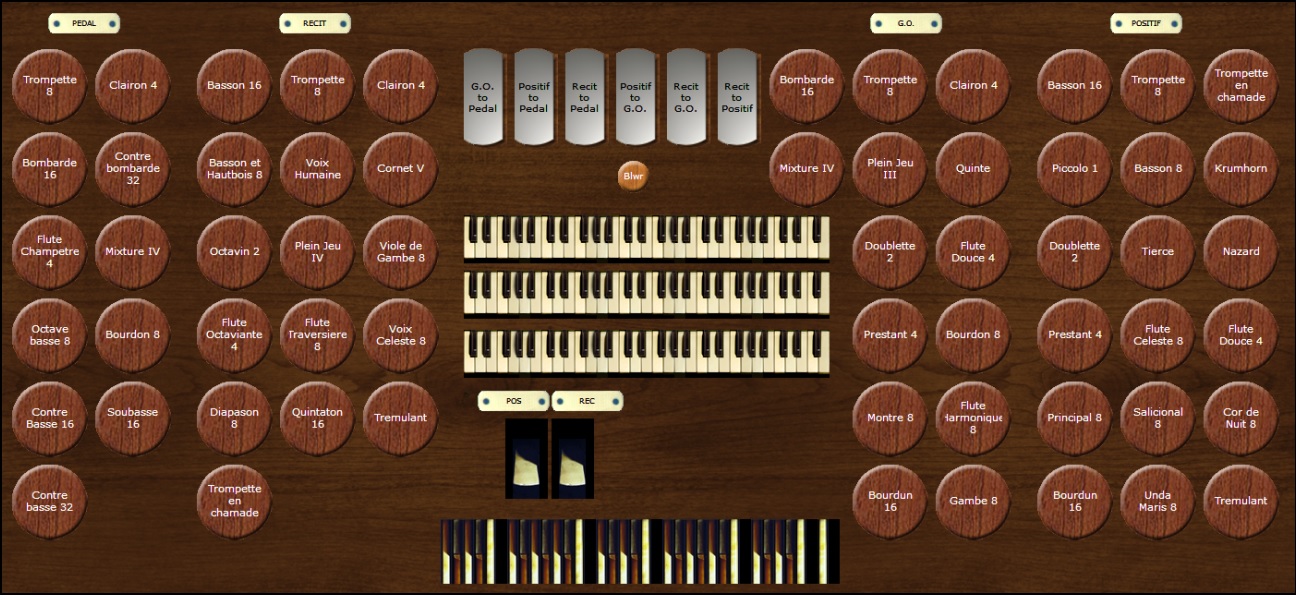 PEDAL
RECIT
G.O.
POSITIF
Trompette
8
Clairon 4
Bombarde
16
Contre
bombarde
32
Flute
Champetre
4
Mixture IV
Octave
basse 8
Bourdon 8
Contre
Basse 16
Soubasse
16
Contre
basse 32
Basson 16
Trompette
8
Clairon 4
Basson et
Hautbois 8
Voix
Humaine
Cornet V
Octavin 2
Plein Jeu
IV
Viole de
Gambe 8
Flute
Octaviante
4
Flute
Traversiere
8
Voix
Celeste 8
Diapason
8
Quintaton
16
Tremulant
Trompette
en
chamade
G.O.
to
Pedal
Positif
to
Pedal
Recit
to
Pedal
Positif
to
G.O.
Recit
to
G.O.
Recit
to
Positif
Blwr
POS
REC
Bombarde
16
Trompette
8
Clairon 4
Mixture IV
Plein Jeu
III
Quinte
Doublette
2
Flute
Douce 4
Prestant 4
Bourdon 8
Montre 8
Flute
Harmonique
8
Bourdun
16
Gambe 8
Basson 16
Trompette
8
Trompette
en
chamade
Piccolo 1
Basson 8
Krumhorn
Doublette
2
Tierce
Nazard
Prestant 4
Flute
Celeste 8
Flute
Douce 4
Principal 8
Salicional
8
Cor de
Nuit 8
Bourdun
16
Unda
Maris 8
Tremulant